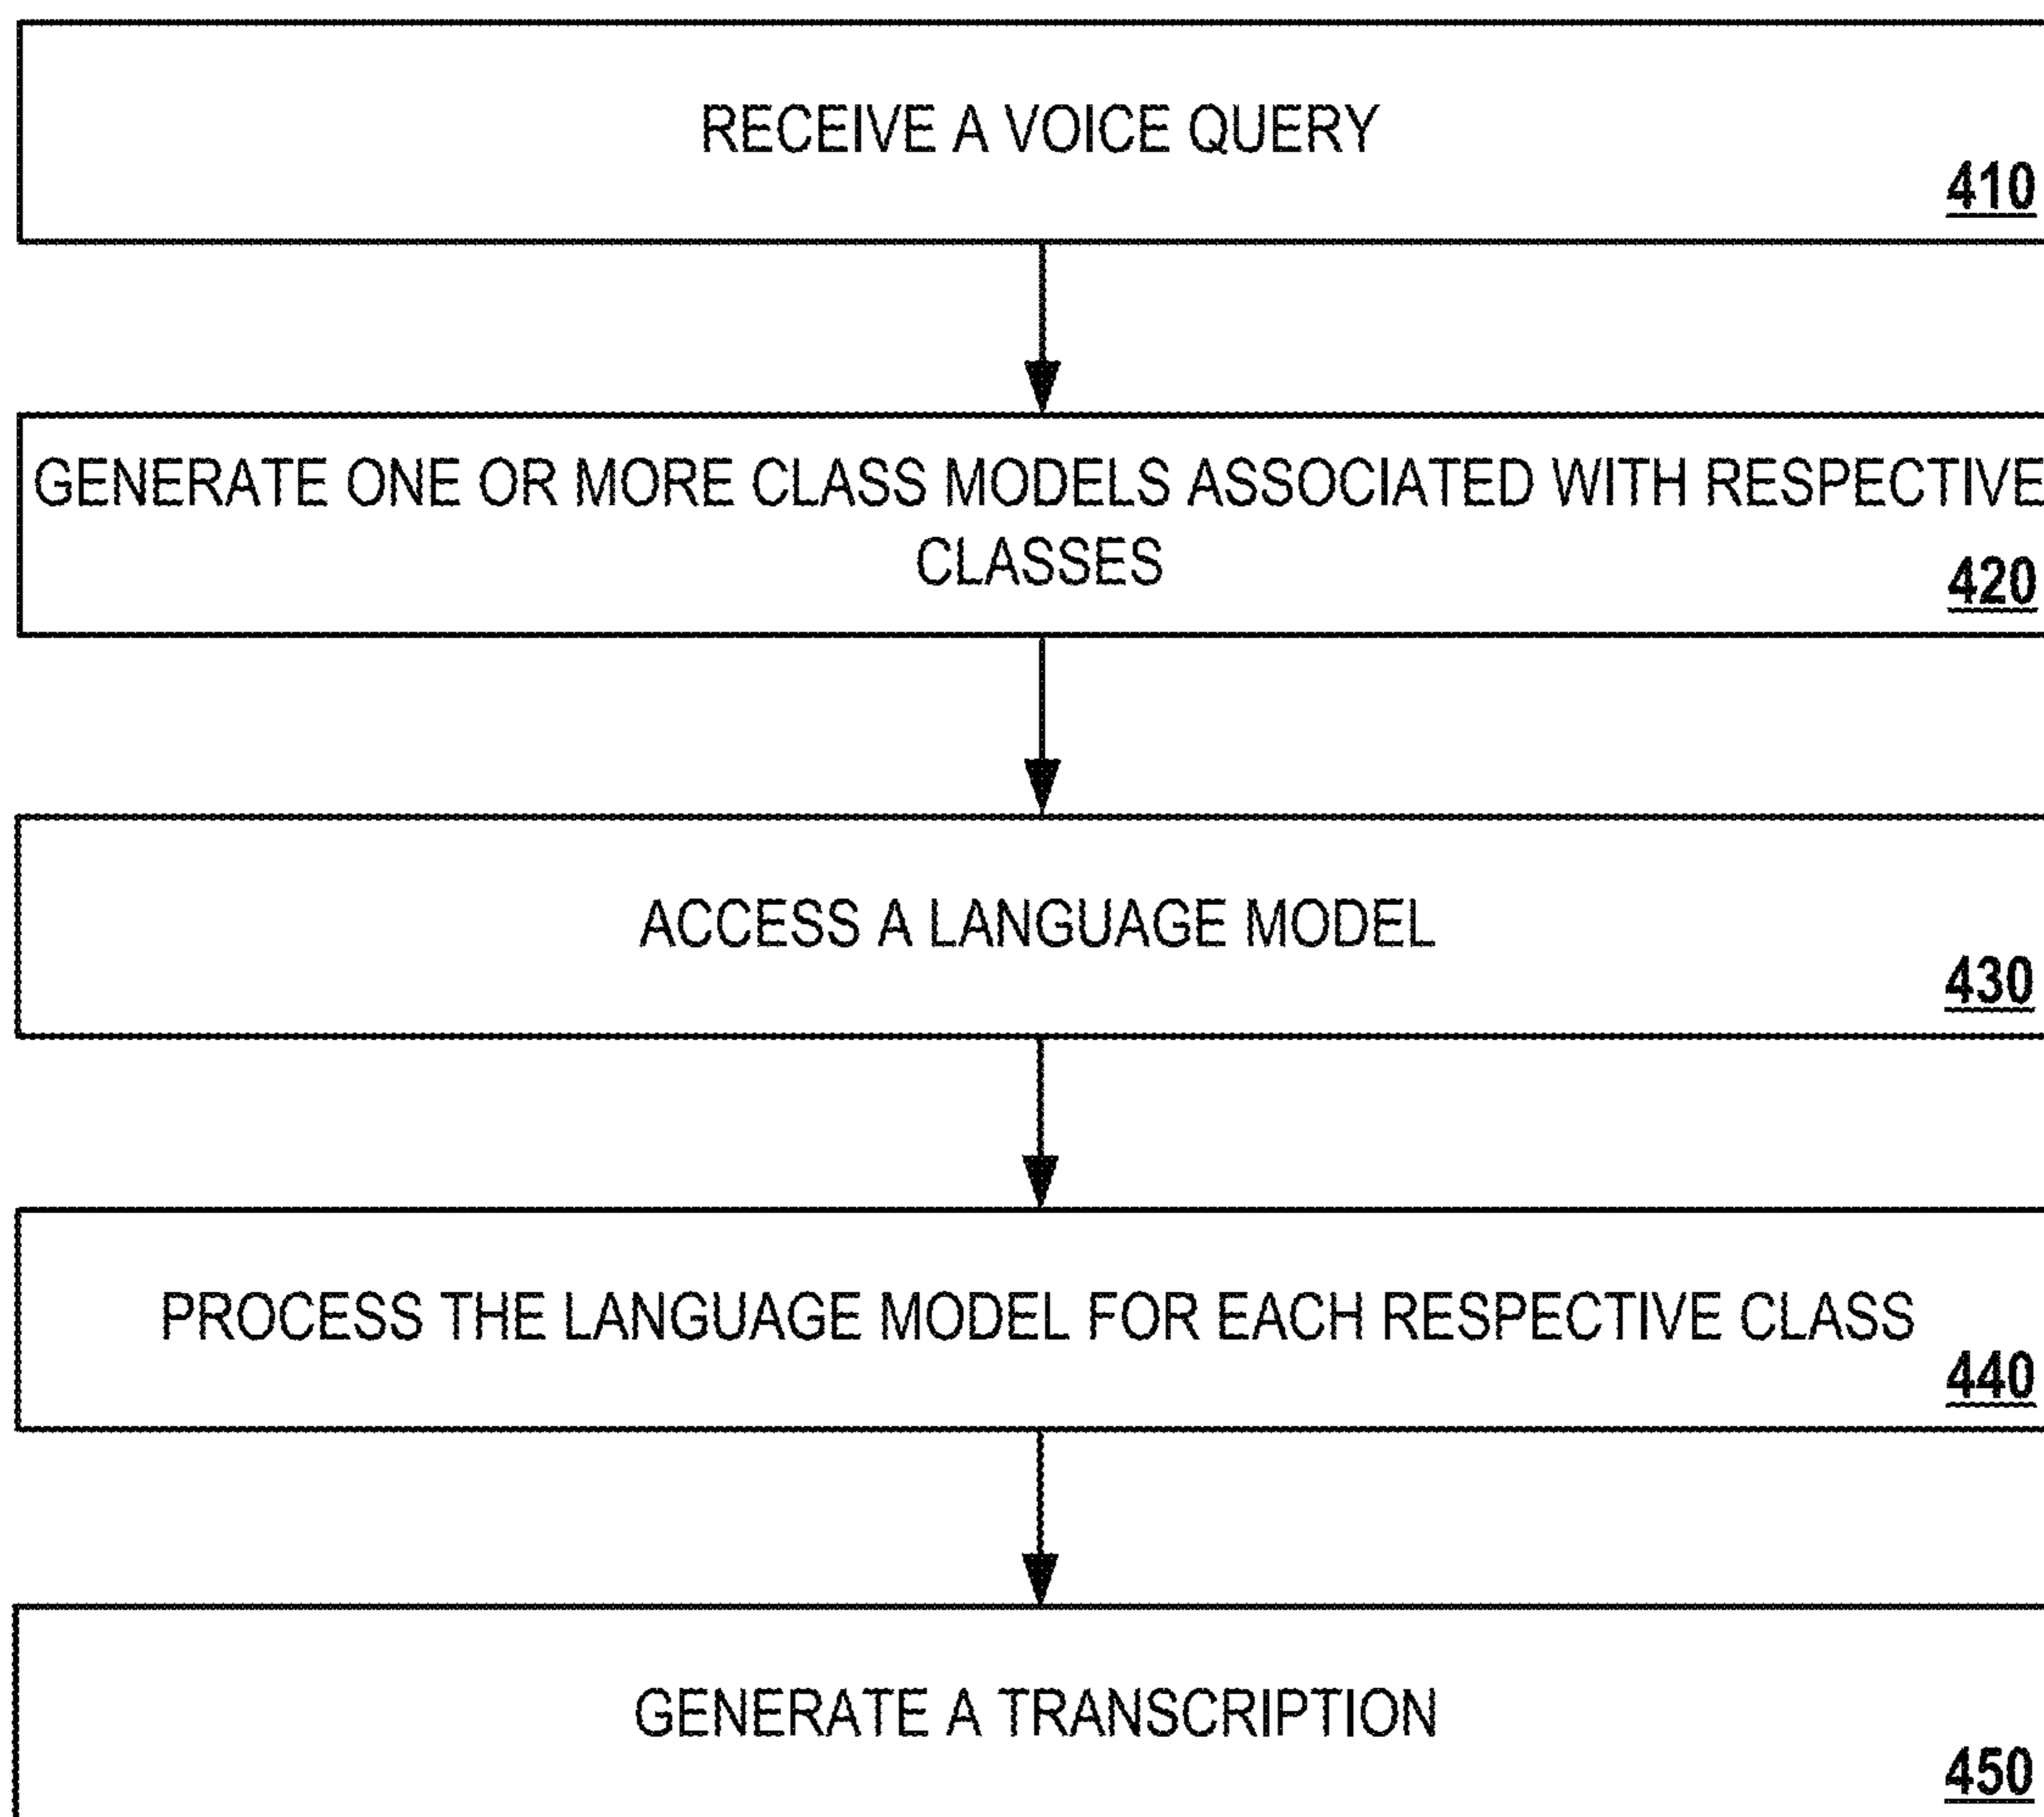 RECEIVE A VOICE QUERY
410
GENERATE ONE OR MORE CLASS MODELS ASSOCIATED WITH RESPECTIVE
CLASSES
420
ACCESS A LANGUAGE MODEL
430
PROCESS THE LANGUAGE MODEL FOR EACH RESPECTIVE CLASS
440
GENERATE A TRANSCRIPTION
450